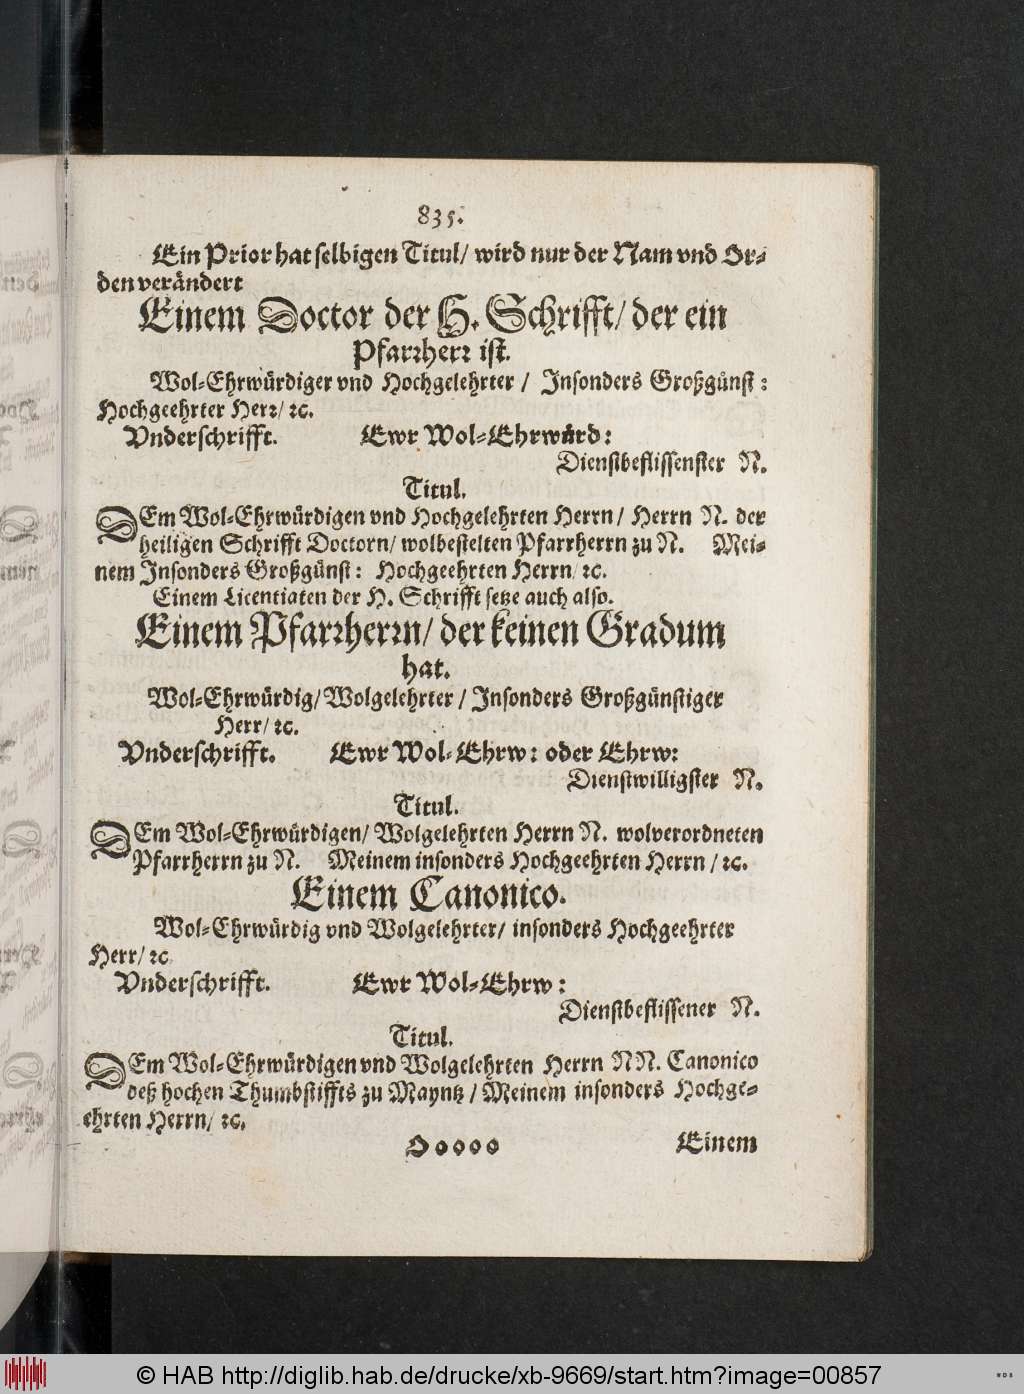 835.
Ein Prior hat selbigen Titul/ wird nur der Nam vnd Or-
den verändert
Einem Doctor der H. Schrifft/ der ein
Pfarrherr ist.
Wol-Ehrwürdiger vnd Hochgelehrter / Insonders Großgünst:
Hochgeehrter Herr/ ꝛc.
Vnderschrifft. Ewr Wol-Ehrwürd:
Dienstbeflissenster N.
Titul.
DEm Wol-Ehrwürdigen vnd Hochgelehrten Herrn/ Herrn N. der
heiligen Schrifft Doctorn/ wolbestelten Pfarrherrn zu N. Mei-
nem Insonders Großgünst: Hochgeehrten Herrn/ ꝛc.
Einem Licentiaten der H. Schrifft setze auch also.
Einem Pfarrherrn/ der keinen Gradum
hat.
Wol-Ehrwürdig/ Wolgelehrter / Insonders Großgünstiger
Herr/ ꝛc.
Vnderschrifft. Ewr Wol-Ehrw: oder Ehrw:
Dienstwilligster N.
Titul.
DEm Wol-Ehrwürdigen/ Wolgelehrten Herrn N. wolverordneten
Pfarrherrn zu N. Meinem insonders Hochgeehrten Herrn / ꝛc.
Einem Canonico.
Wol-Ehrwürdig vnd Wolgelehrter/ insonders Hochgeehrter
Herr/ ꝛc
Vnderschrifft. Ewr Wol-Ehrw:
Dienstbeflissener N.
Titul.
DEm Wol-Ehrwürdigen vnd Wolgelehrten Herrn NN. Canonico
deß hochen Thumbstiffts zu Mayntz / Meinem insonders Hochge-
ehrten Herrn/ ꝛc.
Ooooo Einem
© HAB http://diglib.hab.de/drucke/xb-9669/start.htm?image=00857